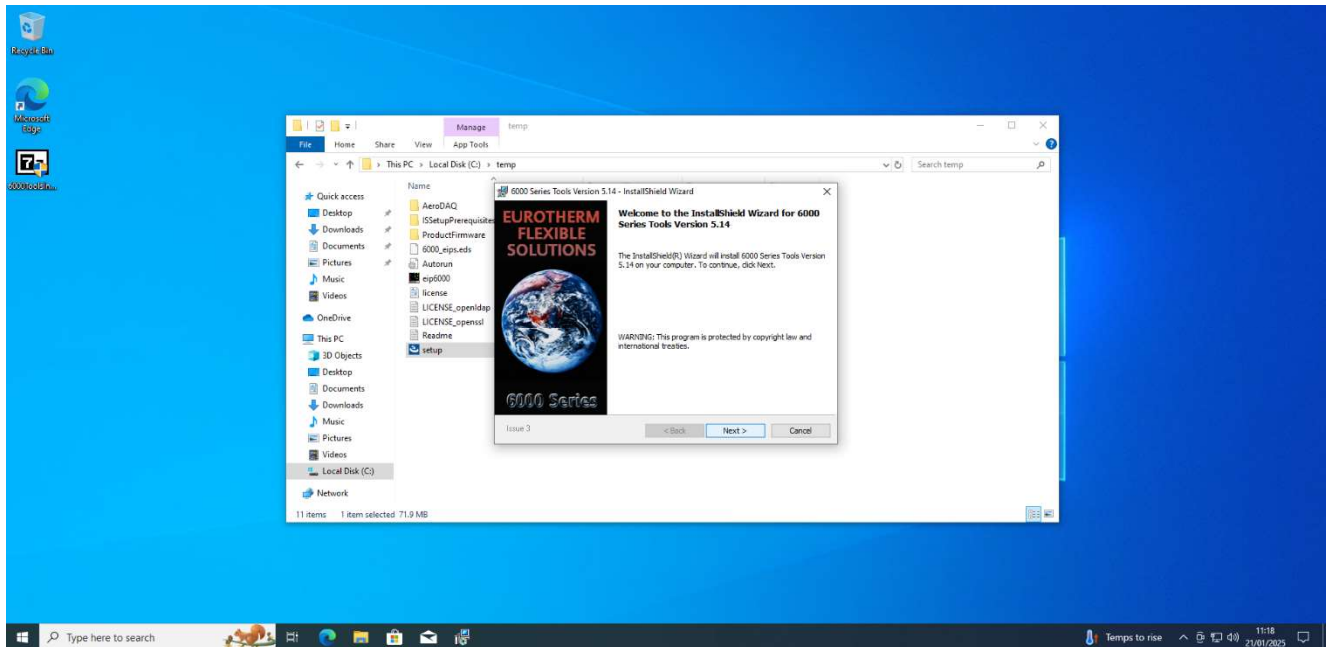 Recycle Bin
Microsoft
Edge
Manage
temp
File
Home
Share
View
App Tools
This PC > Local Disk (C:) > temp
Search temp
Name
Quick access
Desktop
Downloads
Documents
Pictures
Music
Videos
OneDrive
This PC
3D Objects
Desktop
Documents
Downloads
Music
Pictures
Videos
Local Disk (C:)
Network
AeroDAQ
ISSetupPrerequisites
ProductFirmware
6000_eips.eds
Autorun
eip6000
license
LICENSE_openldap
LICENSE_openssl
Readme
setup
11 items 1 item selected 71.9 MB
6000 Series Tools Version 5.14 - InstallShield Wizard
EUROTHERM
FLEXIBLE
SOLUTIONS
6000 Series
Welcome to the InstallShield Wizard for 6000
Series Tools Version 5.14
The InstallShield(R) Wizard will install 6000 Series Tools Version
5.14 on your computer. To continue, click Next.
WARNING: This program is protected by copyright law and
international treaties.
Issue 3
< Back
Next >
Cancel
Type here to search
Temps to rise
11:18
21/01/2025